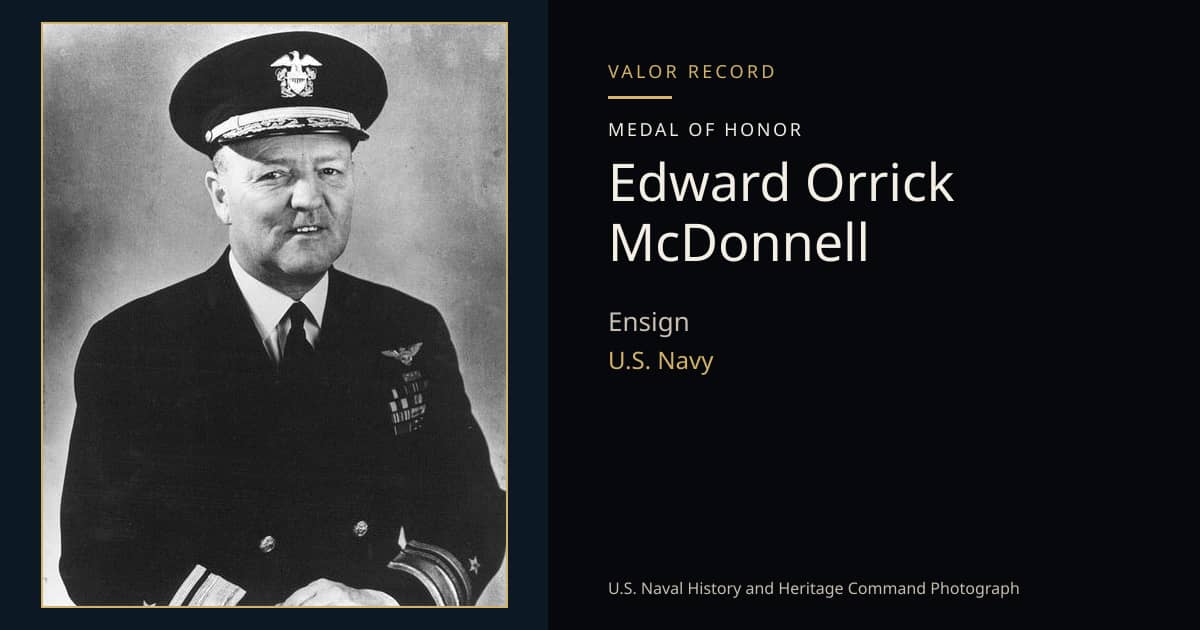 VALOR RECORD
MEDAL OF HONOR
Edward Orrick
McDonnell
Ensign
U.S. Navy
U.S. Naval History and Heritage Command Photograph